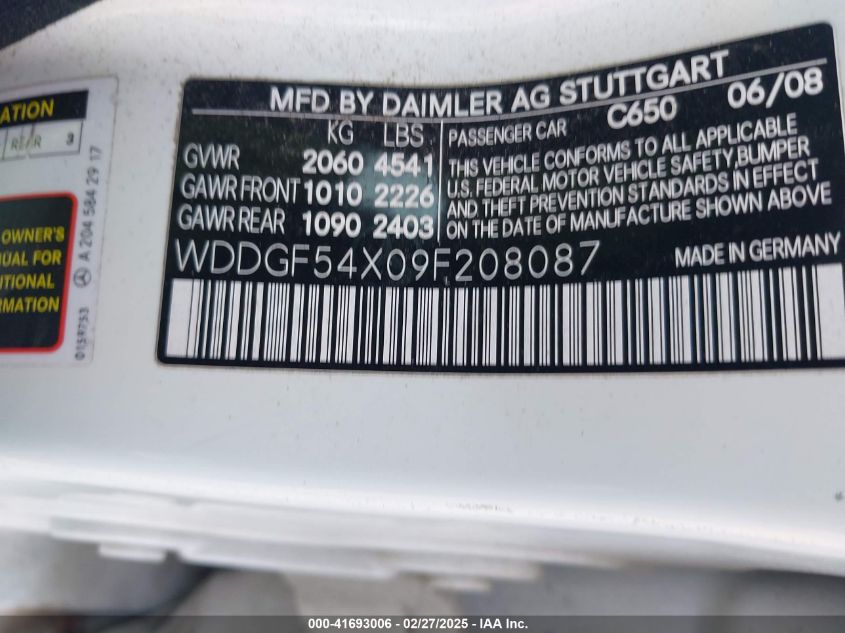 ATION
REAR 3
OWNER'S
UAL FOR
ITIONAL
RMATION
A 204 584 29 17
MFD BY DAIMLER AG STUTTGART
C650 06/08
KG LBS
GVWR 2060 4541
GAWR FRONT 1010 2226
GAWR REAR 1090 2403
PASSENGER CAR
THIS VEHICLE CONFORMS TO ALL APPLICABLE
U.S. FEDERAL MOTOR VEHICLE SAFETY, BUMPER
AND THEFT PREVENTION STANDARDS IN EFFECT
ON THE DATE OF MANUFACTURE SHOWN ABOVE
WDDGF54X09F208087 MADE IN GERMANY
000-41693006 - 02/27/2025 - IAA, Inc.